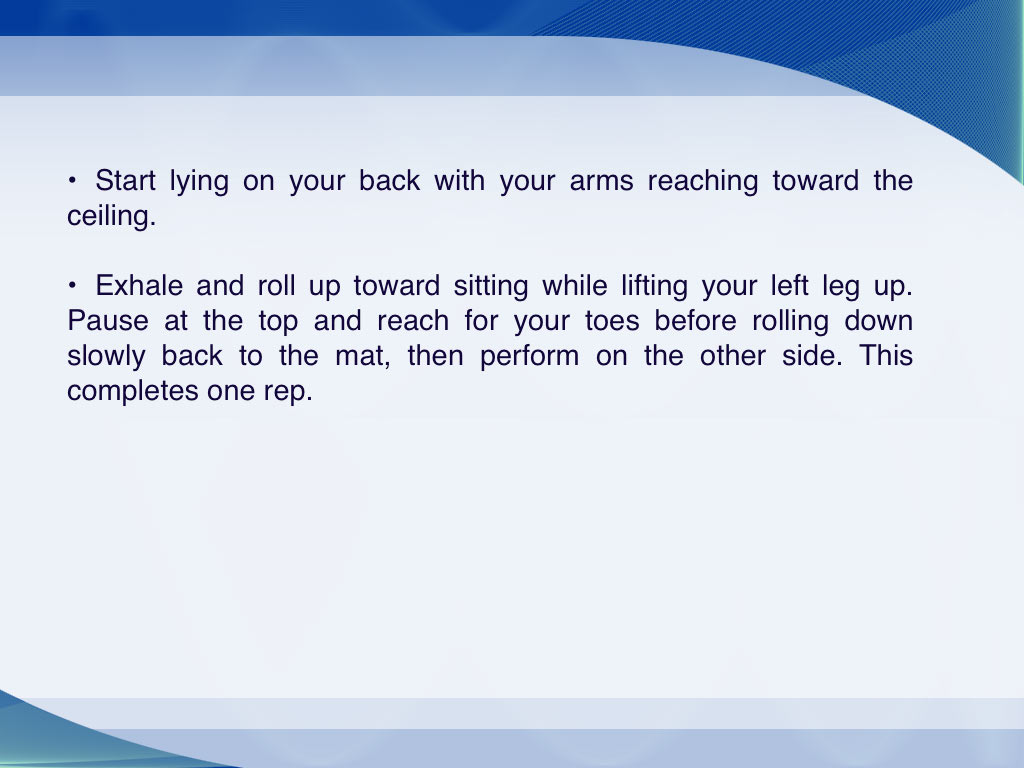 • Start lying on your back with your arms reaching toward the
ceiling.
• Exhale and roll up toward sitting while lifting your left leg up.
Pause at the top and reach for your toes before rolling down
slowly back to the mat, then perform on the other side. This
completes one rep.